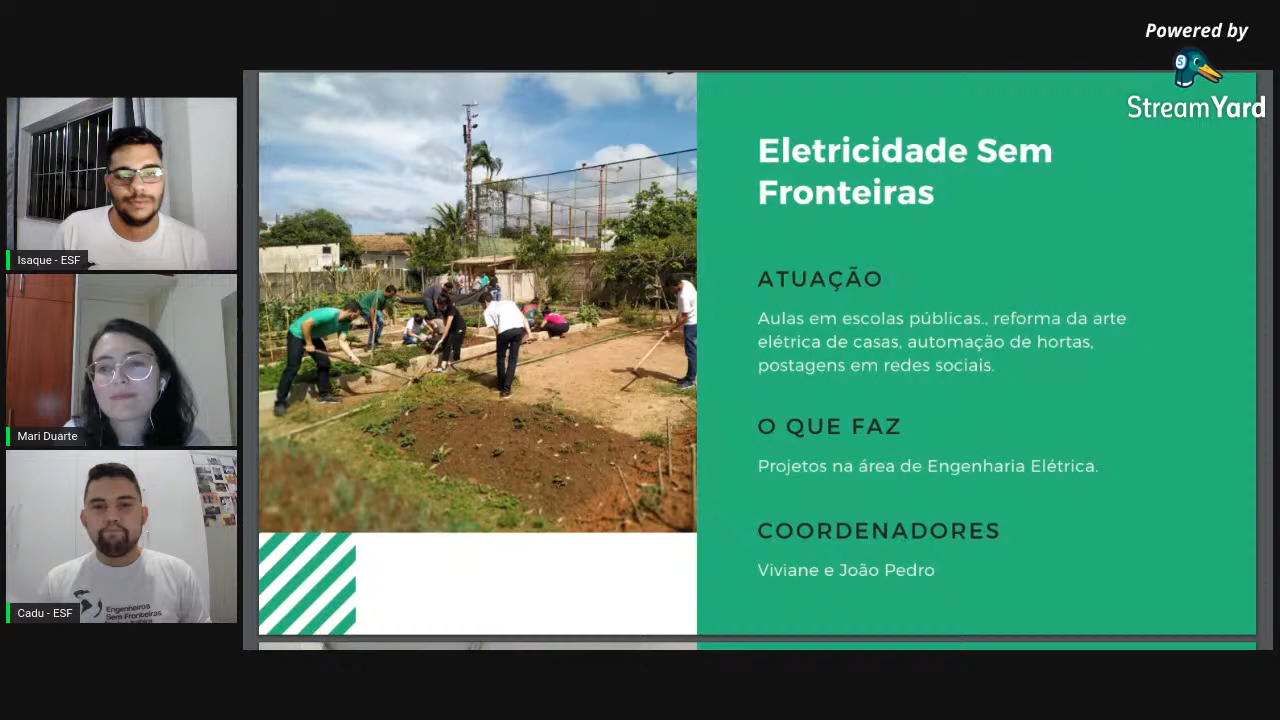 Powered by
StreamYard
Isaque - ESF
Mari Duarte
Cadu - ESF
Engenheiros
Sem Fronteiras
Eletricidade Sem
Fronteiras
ATUAÇÃO
Aulas em escolas públicas., reforma da arte
elétrica de casas, automação de hortas,
postagens em redes sociais.
O QUE FAZ
Projetos na área de Engenharia Elétrica.
COORDENADORES
Viviane e João Pedro